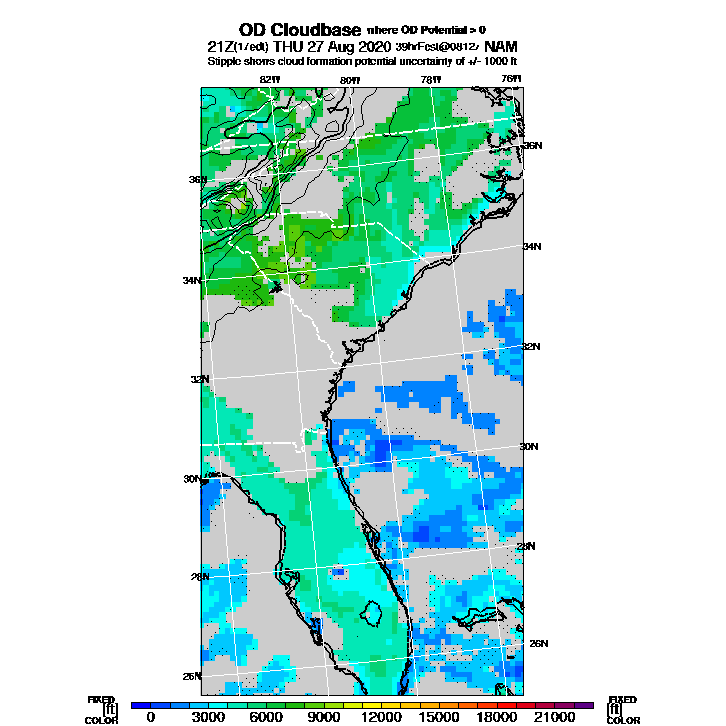 OD Cloudbase where OD Potential > 0
21Z(17edt) THU 27 Aug 2020 39hrFcst@0812z NAM
Stipple shows cloud formation potential uncertainty of +/- 1000 ft
82W 80W 78W 76W
36N
36N
34N
34N
32N
32N
30N
30N
28N
28N
26N
26N
FIXED FIXED
[ft] 0 3000 6000 9000 12000 15000 18000 21000 [ft]
COLOR COLOR